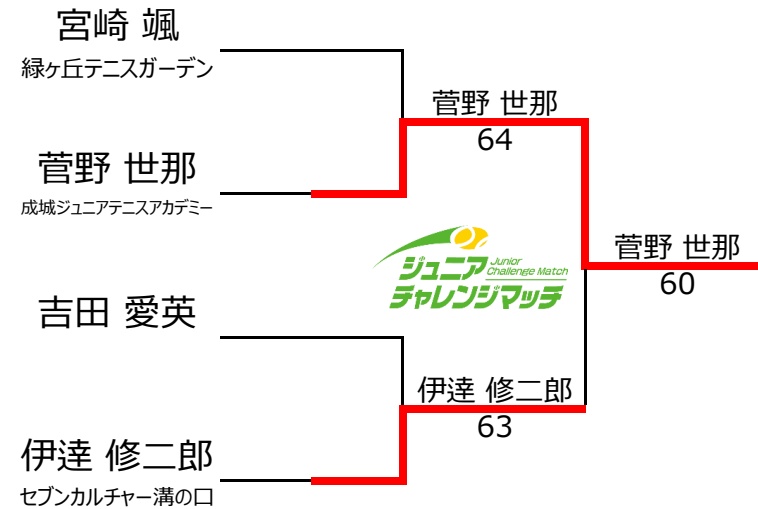 宮崎 颯
緑ヶ丘テニスガーデン
菅野 世那
64
菅野 世那
成城ジュニアテニスアカデミー
ジュニア Junior Challenge Match
チャレンジマッチ
菅野 世那
60
吉田 愛英
伊達 修二郎
63
伊達 修二郎
セブンカルチャー溝の口